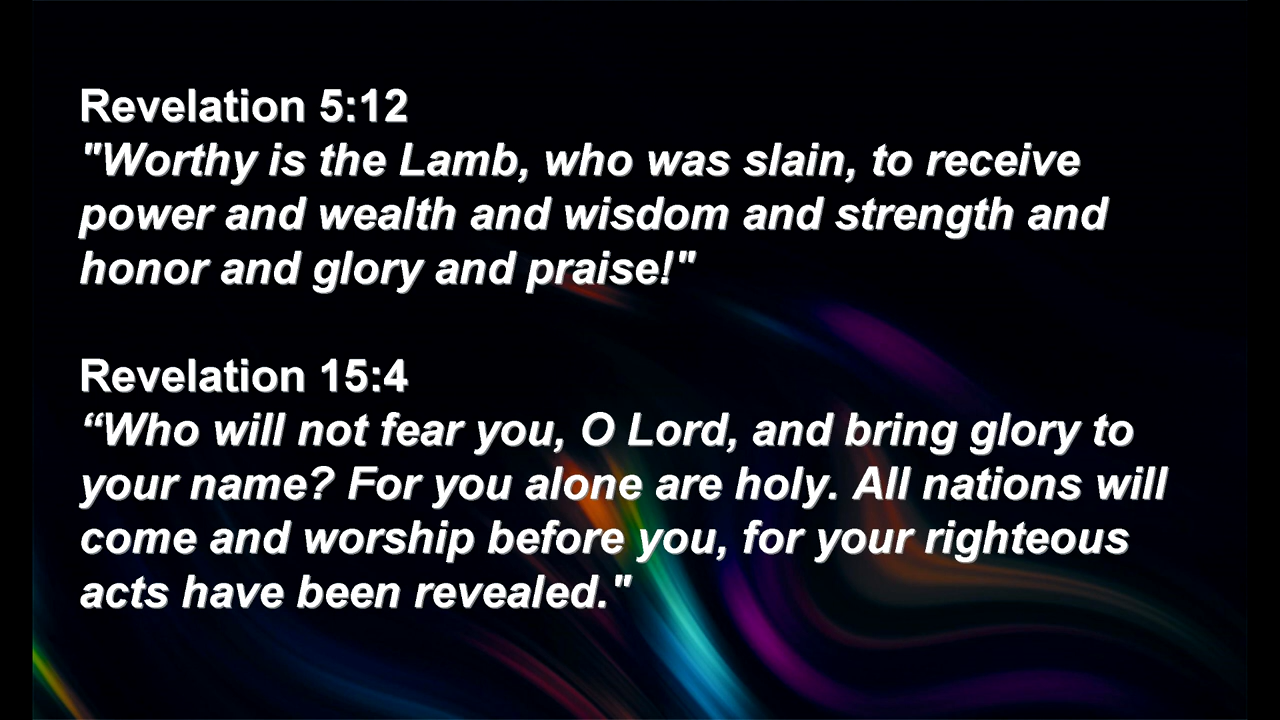 Revelation 5:12
"Worthy is the Lamb, who was slain, to receive
power and wealth and wisdom and strength and
honor and glory and praise!"
Revelation 15:4
“Who will not fear you, O Lord, and bring glory to
your name? For you alone are holy. All nations will
come and worship before you, for your righteous
acts have been revealed."